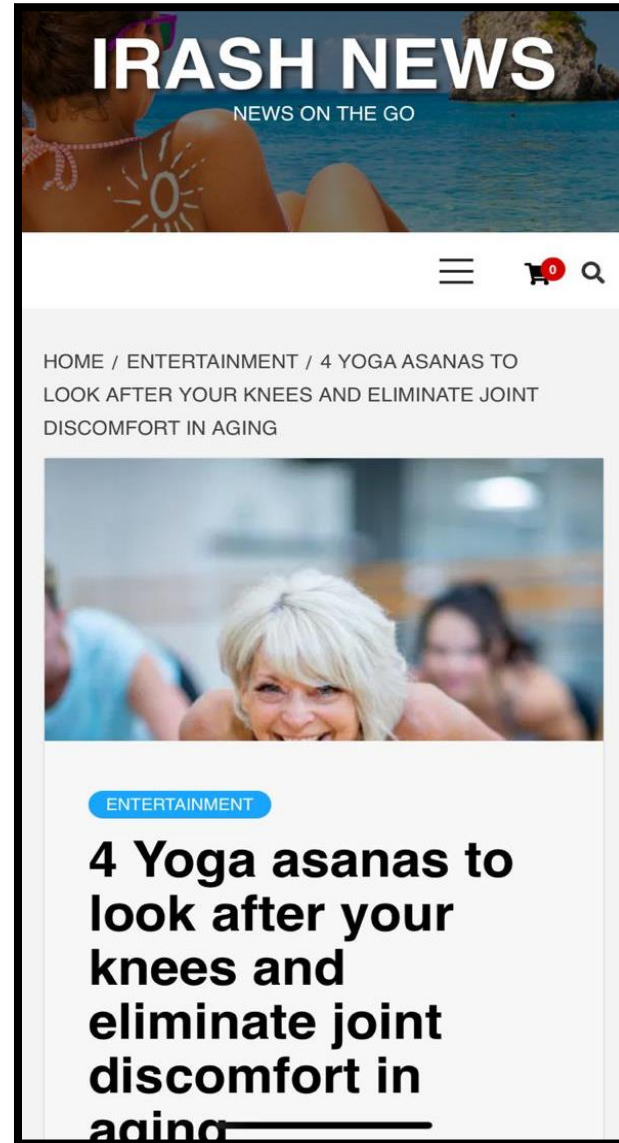 IRASH NEWS
NEWS ON THE GO
0
HOME / ENTERTAINMENT / 4 YOGA ASANAS TO
LOOK AFTER YOUR KNEES AND ELIMINATE JOINT
DISCOMFORT IN AGING
ENTERTAINMENT
4 Yoga asanas to
look after your
knees and
eliminate joint
discomfort in
aging